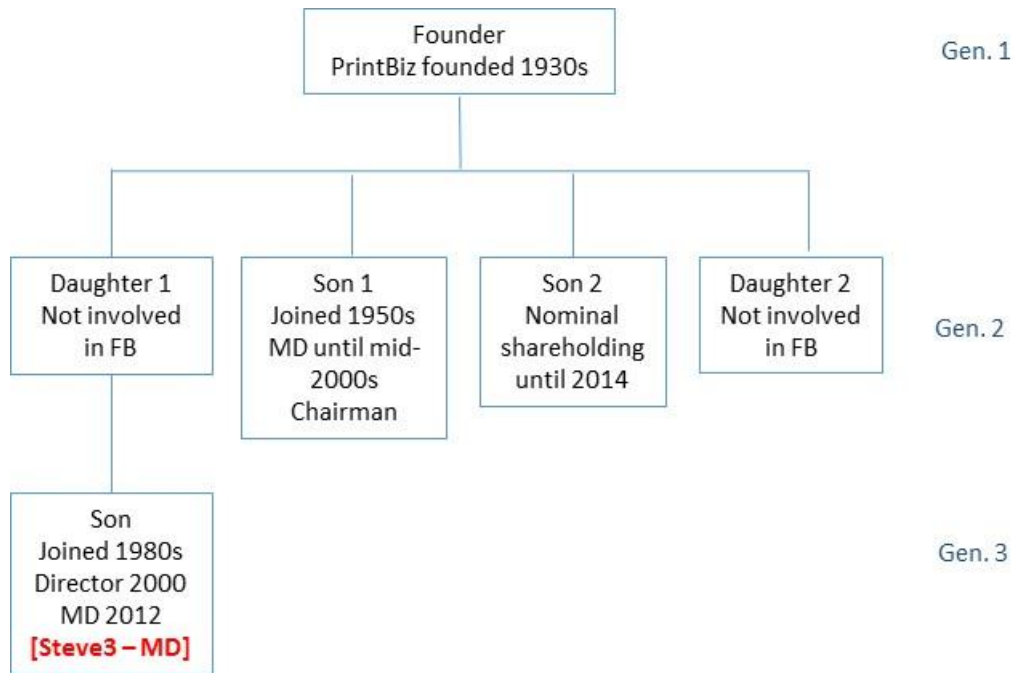 Founder
PrintBiz founded 1930s
Gen. 1
Daughter 1
Not involved
in FB
Son 1
Joined 1950s
MD until mid-
2000s
Chairman
Son 2
Nominal
shareholding
until 2014
Daughter 2
Not involved
in FB
Gen. 2
Son
Joined 1980s
Director 2000
MD 2012
[Steve3 – MD]
Gen. 3